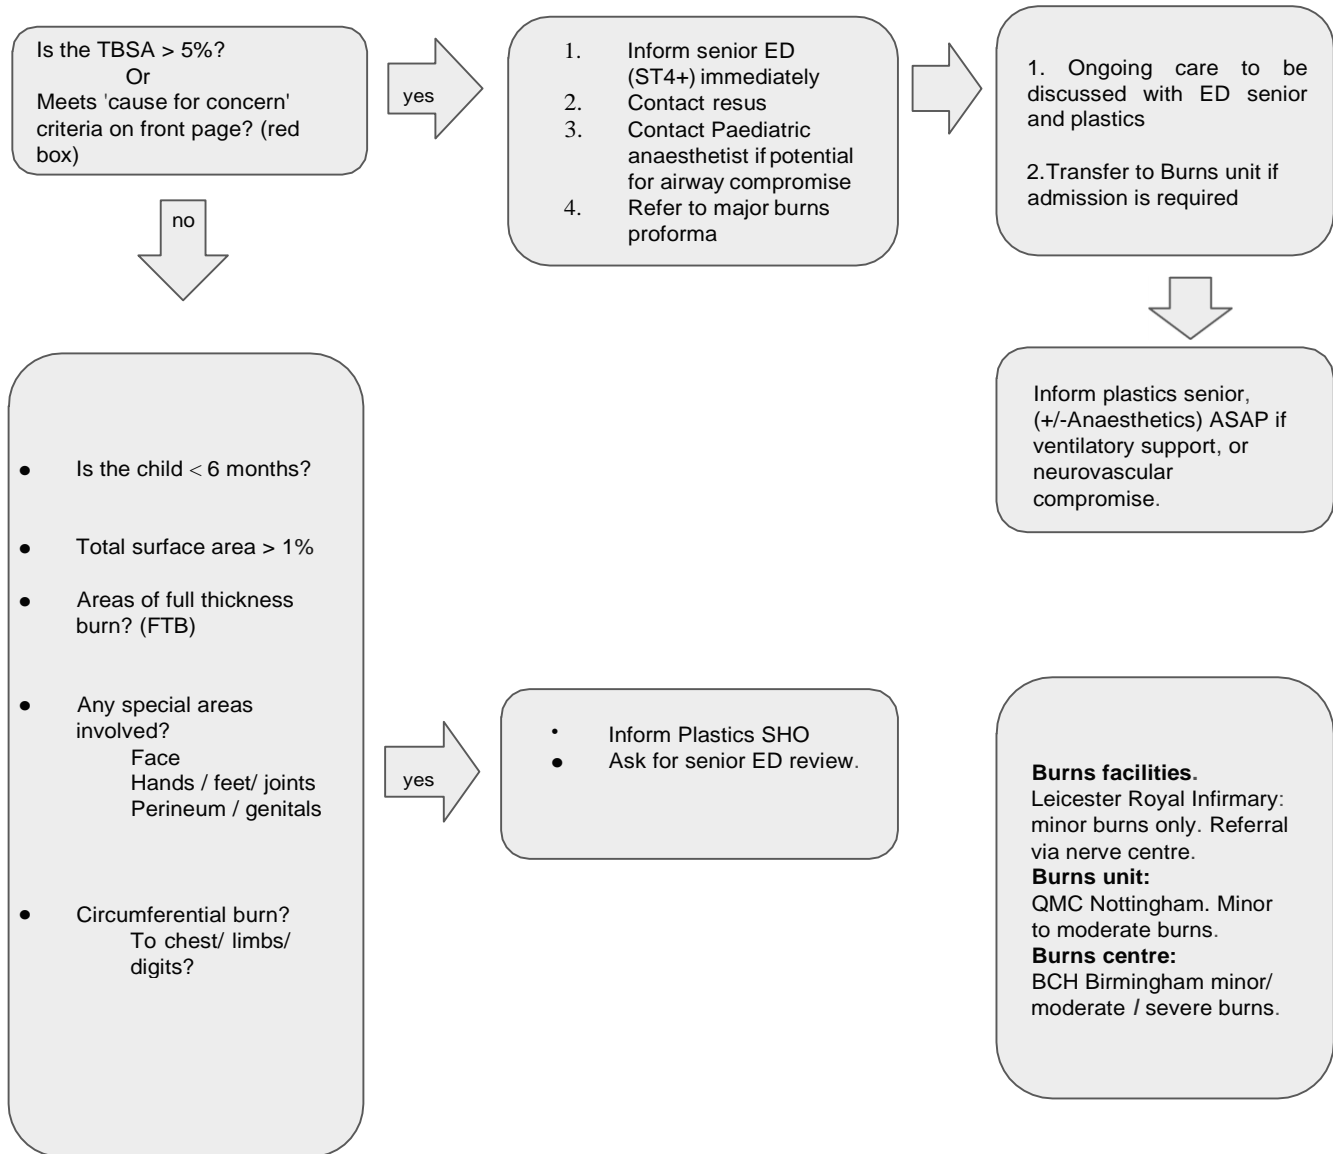 Is the TBSA > 5%?
Or
Meets 'cause for concern'
criteria on front page? (red
box)
yes
1. Inform senior ED
(ST4+) immediately
2. Contact resus
3. Contact Paediatric
anaesthetist if potential
for airway compromise
4. Refer to major burns
proforma
1. Ongoing care to be
discussed with ED senior
and plastics
2.Transfer to Burns unit if
admission is required
no
Inform plastics senior,
(+/-Anaesthetics) ASAP if
ventilatory support, or
neurovascular
compromise.
● Is the child < 6 months?
● Total surface area > 1%
● Areas of full thickness
burn? (FTB)
● Any special areas
involved?
Face
Hands / feet/ joints
Perineum / genitals
● Circumferential burn?
To chest/ limbs/
digits?
yes
• Inform Plastics SHO
● Ask for senior ED review.
Burns facilities.
Leicester Royal Infirmary:
minor burns only. Referral
via nerve centre.
Burns unit:
QMC Nottingham. Minor
to moderate burns.
Burns centre:
BCH Birmingham minor/
moderate / severe burns.